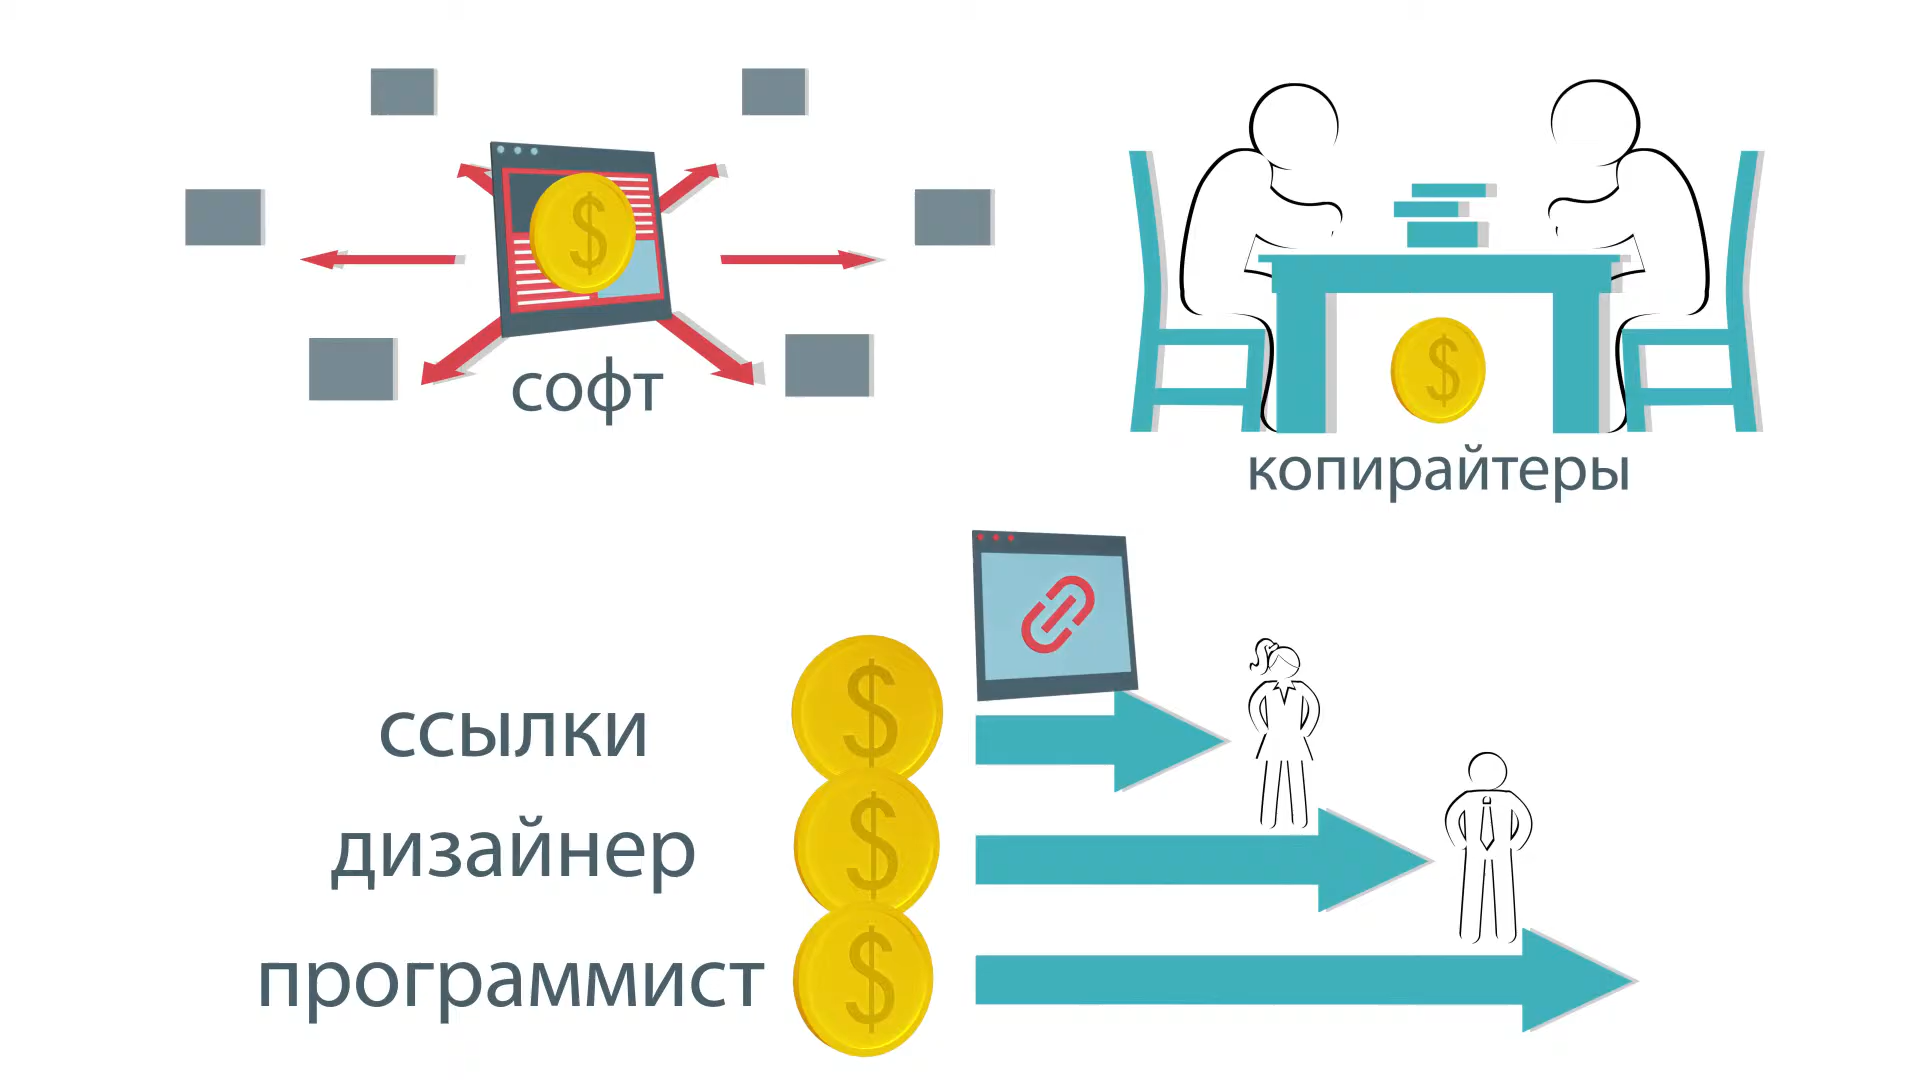 софт
копирайтеры
ссылки
дизайнер
программист